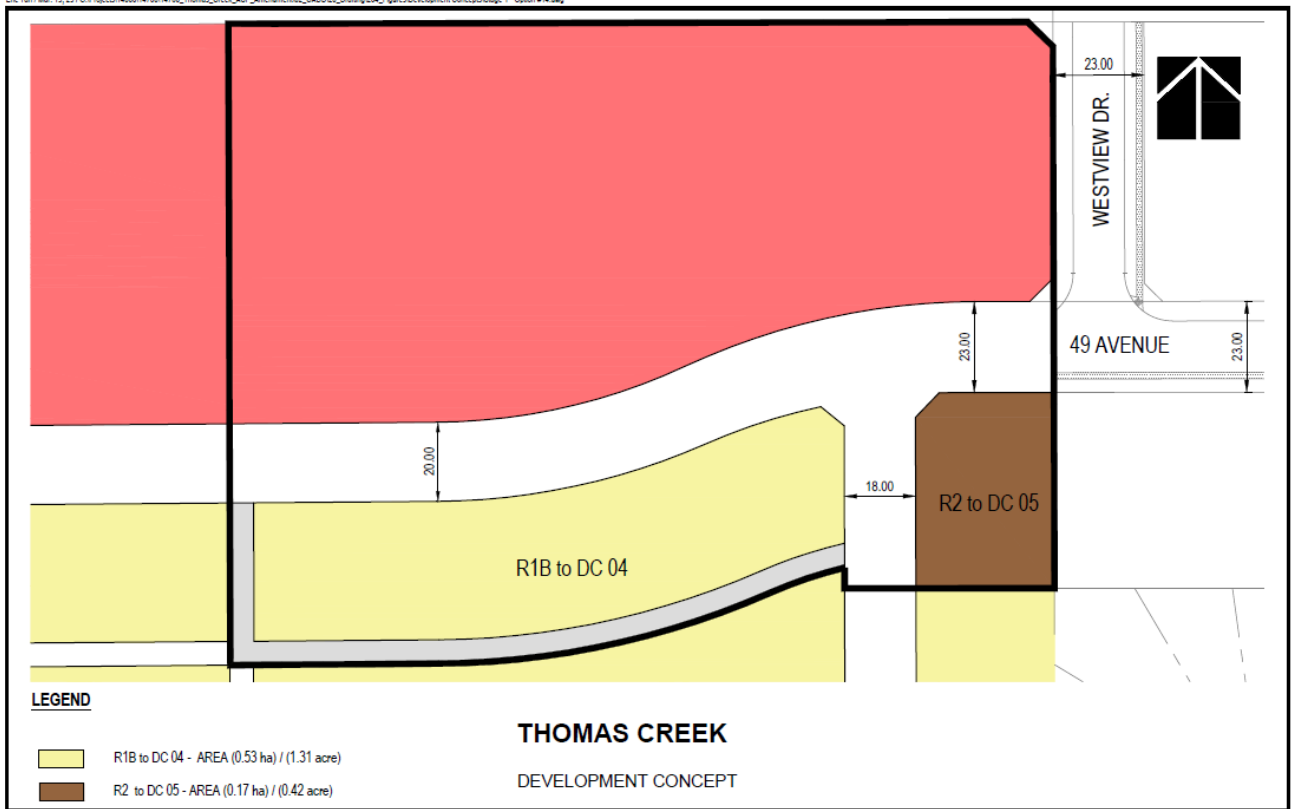 23.00
WESTVIEW DR.
49 AVENUE
23.00
23.00
20.00
18.00
R2 to DC 05
R1B to DC 04
LEGEND
R1B to DC 04 - AREA (0.53 ha) / (1.31 acre)
R2 to DC 05 - AREA (0.17 ha) / (0.42 acre)
THOMAS CREEK
DEVELOPMENT CONCEPT